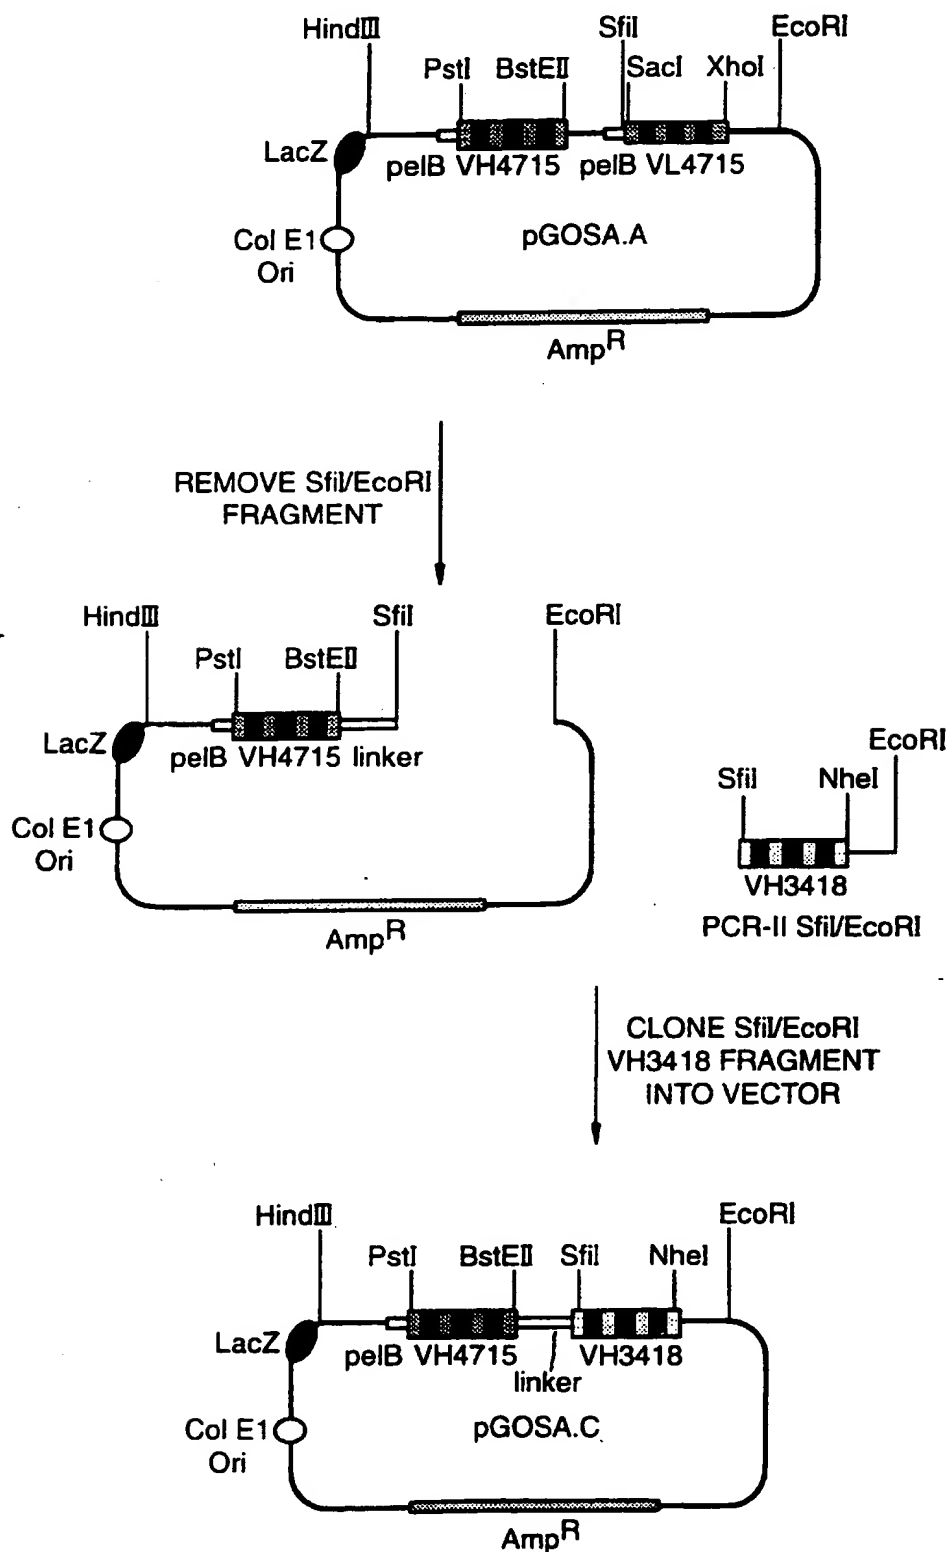 HindIII
SfiI
EcoRI
PstI
BstEII
SacI
XhoI
LacZ
pelB VH4715
pelB VL4715
Col E1
Ori
pGOSA.A
AmpR
REMOVE SfiI/EcoRI
FRAGMENT
HindIII
SfiI
EcoRI
PstI
BstEII
LacZ
pelB VH4715 linker
EcoRI
SfiI
NheI
Col E1
Ori
VH3418
AmpR
PCR-II SfiI/EcoRI
CLONE SfiI/EcoRI
VH3418 FRAGMENT
INTO VECTOR
HindIII
EcoRI
PstI
BstEII
SfiI
NheI
LacZ
pelB VH4715
VH3418
linker
Col E1
Ori
pGOSA.C
AmpR